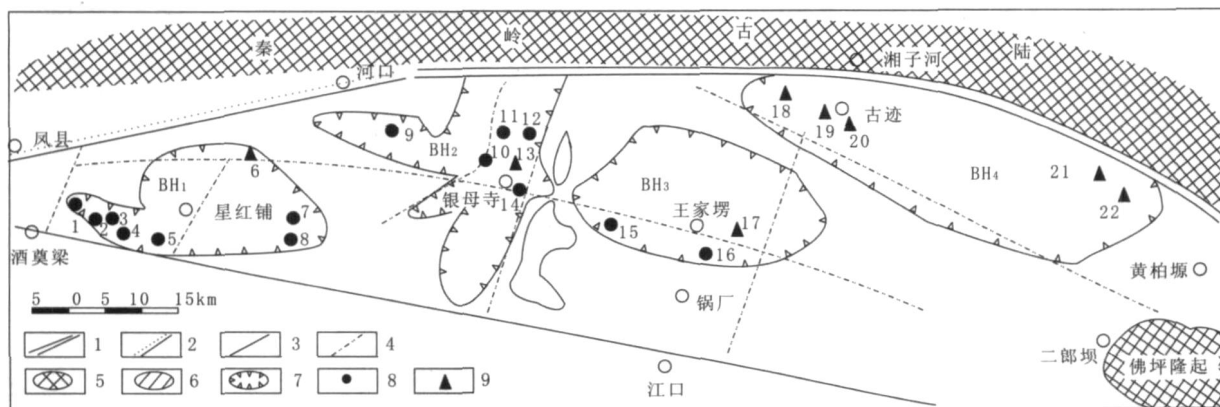 秦 岭 古 陆
河口
湘子河
凤县
18
古迹
19
20
11 12
9
10 13
BH2
6
BH1
BH3
BH4
21
22
银母寺
14
星红铺
王家塄
17
1 2 3
4 5
7
8
15
16
酒奠梁
黄柏塬
5 0 5 10 15km
锅厂
二郎坝
佛坪隆起
江口
1 2 3 4
5 6 7 8 9